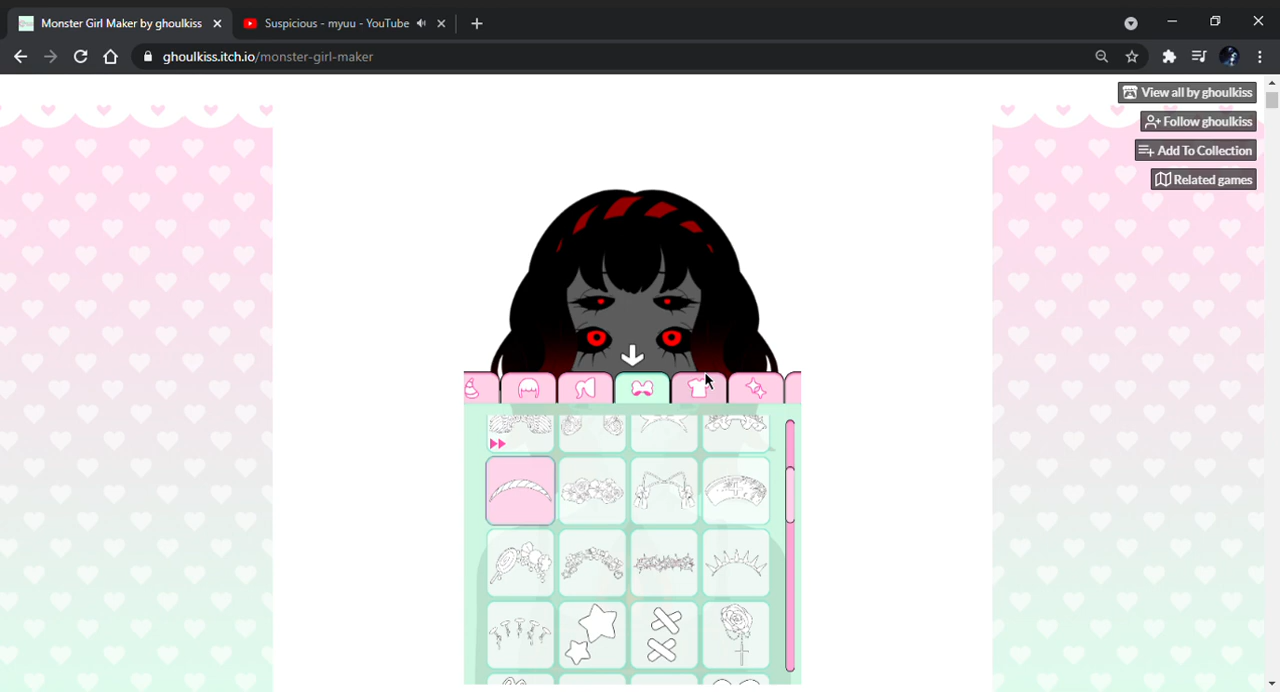 Monster Girl Maker by ghoulkiss
Suspicious - myuu - YouTube
ghoulkiss.itch.io/monster-girl-maker
View all by ghoulkiss
Follow ghoulkiss
Add To Collection
Related games